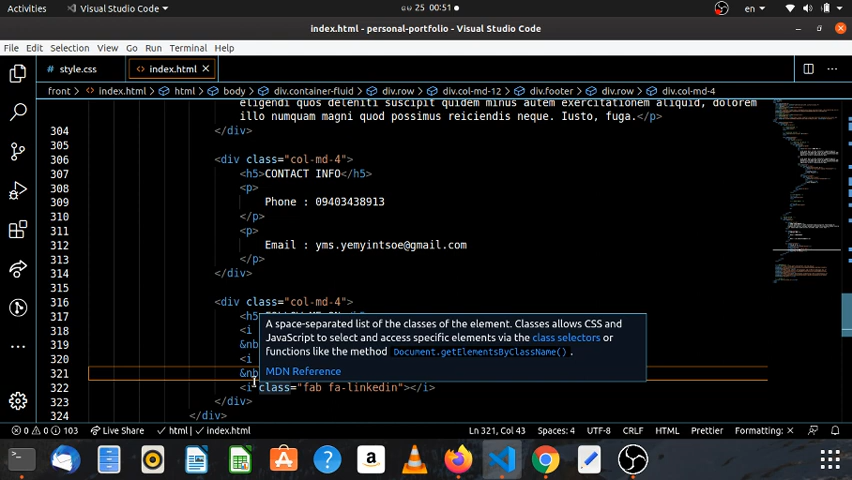 Activities
Visual Studio Code
25 00:51
en
index.html - personal-portfolio - Visual Studio Code
File Edit Selection View Go Run Terminal Help
style.css
index.html
front
index.html
html
body
div.container-fluid
div.row
div.col-md-12
div.footer
div.row
div.col-md-4
eligendi quos deleniti suscipit quidem minus autem exercitationem aliquid, dolorem
illo numquam magni quod possimus reiciendis neque. Iusto, fuga.</p>
304 </div>
305
306 <div class="col-md-4">
307 <h5>CONTACT INFO</h5>
308 <p>
309 Phone : 09403438913
310 </p>
311 <p>
312 Email : yms.yemyintsoe@gmail.com
313 </p>
314 </div>
315
316 <div class="col-md-4">
317 <h5
318 <i
319 &nb
320 <i
321 &nb
A space-separated list of the classes of the element. Classes allows CSS and
JavaScript to select and access specific elements via the class selectors or
functions like the method Document.getElementsByClassName().
MDN Reference
322 <i class="fab fa-linkedin"></i>
323 </div>
324 </div>
0 0 103
Live Share
html | index.html
Ln 321, Col 43
Spaces: 4
UTF-8
CRLF
HTML
Prettier
Formatting: ×